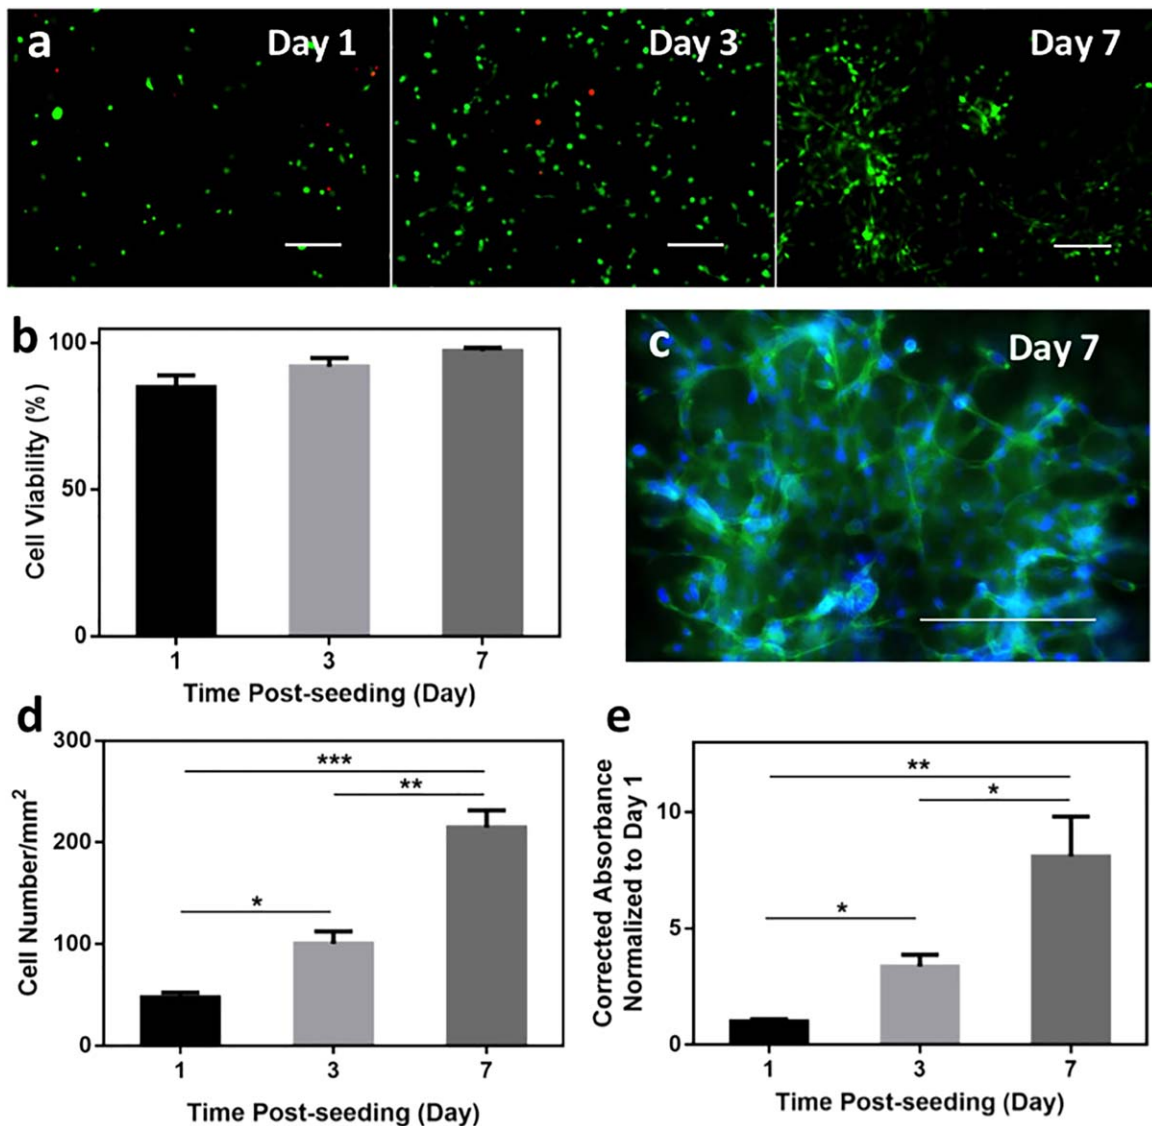 a
Day 1
Day 3
Day 7
b
100
50
0
Cell Viability (%)
1 3 7
Time Post-seeding (Day)
c
Day 7
d
300
200
100
0
Cell Number/mm²
***
**
*
1 3 7
Time Post-seeding (Day)
e
10
5
0
Corrected Absorbance
Normalized to Day 1
**
*
*
1 3 7
Time Post-seeding (Day)